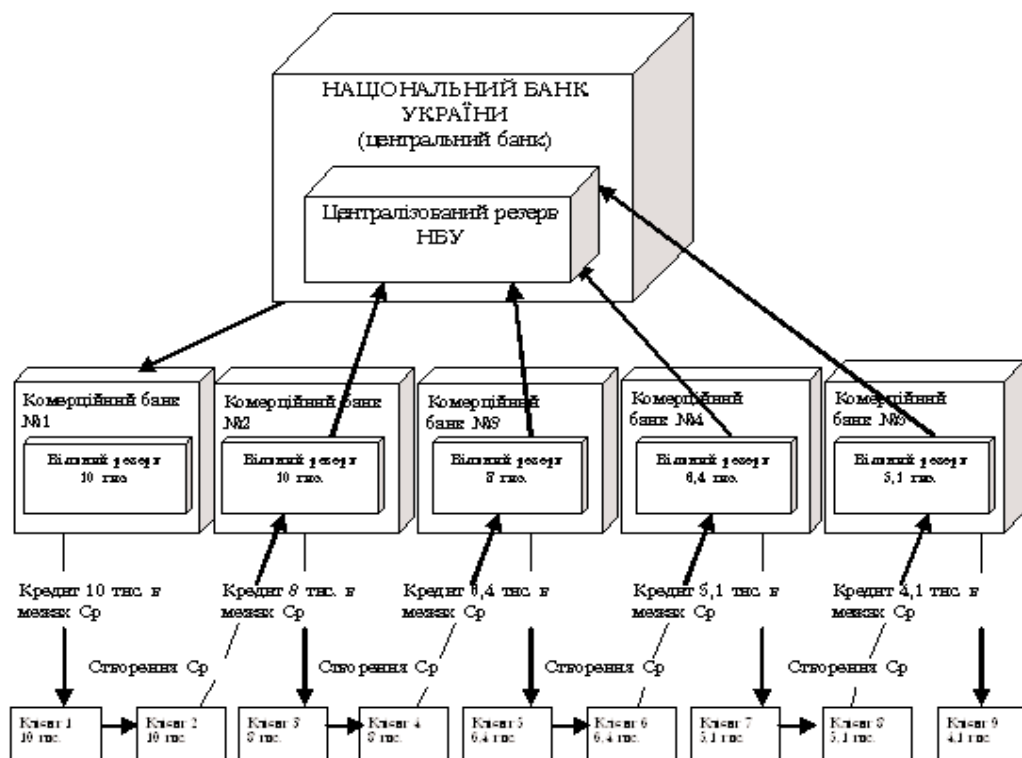 НАЦІОНАЛЬНИЙ БАНК
УКРАЇНИ
(центральний банк)
Централізований резерв
НБУ
Комерційний банк
№1
Вільний резерв
10 тис.
Комерційний банк
№2
Вільний резерв
10 тис.
Комерційний
банк №3
Вільний резерв
8 тис.
Комерційний
банк №4
Вільний резерв
6,4 тис.
Комерційний
банк №5
Вільний резерв
5,1 тис.
Кредит 10 тис. в
межах Ср
Кредит 8 тис. в
межах Ср
Кредит 6,4 тис. в
межах Ср
Кредит 5,1 тис. в
межах Ср
Кредит 4,1 тис. в
межах Ср
Створення Ср
Створення Ср
Створення Ср
Створення Ср
Клієнт 1
10 тис.
Клієнт 2
10 тис.
Клієнт 3
8 тис.
Клієнт 4
8 тис.
Клієнт 5
6,4 тис.
Клієнт 6
6,4 тис.
Клієнт 7
5,1 тис.
Клієнт 8
5,1 тис.
Клієнт 9
4,1 тис.